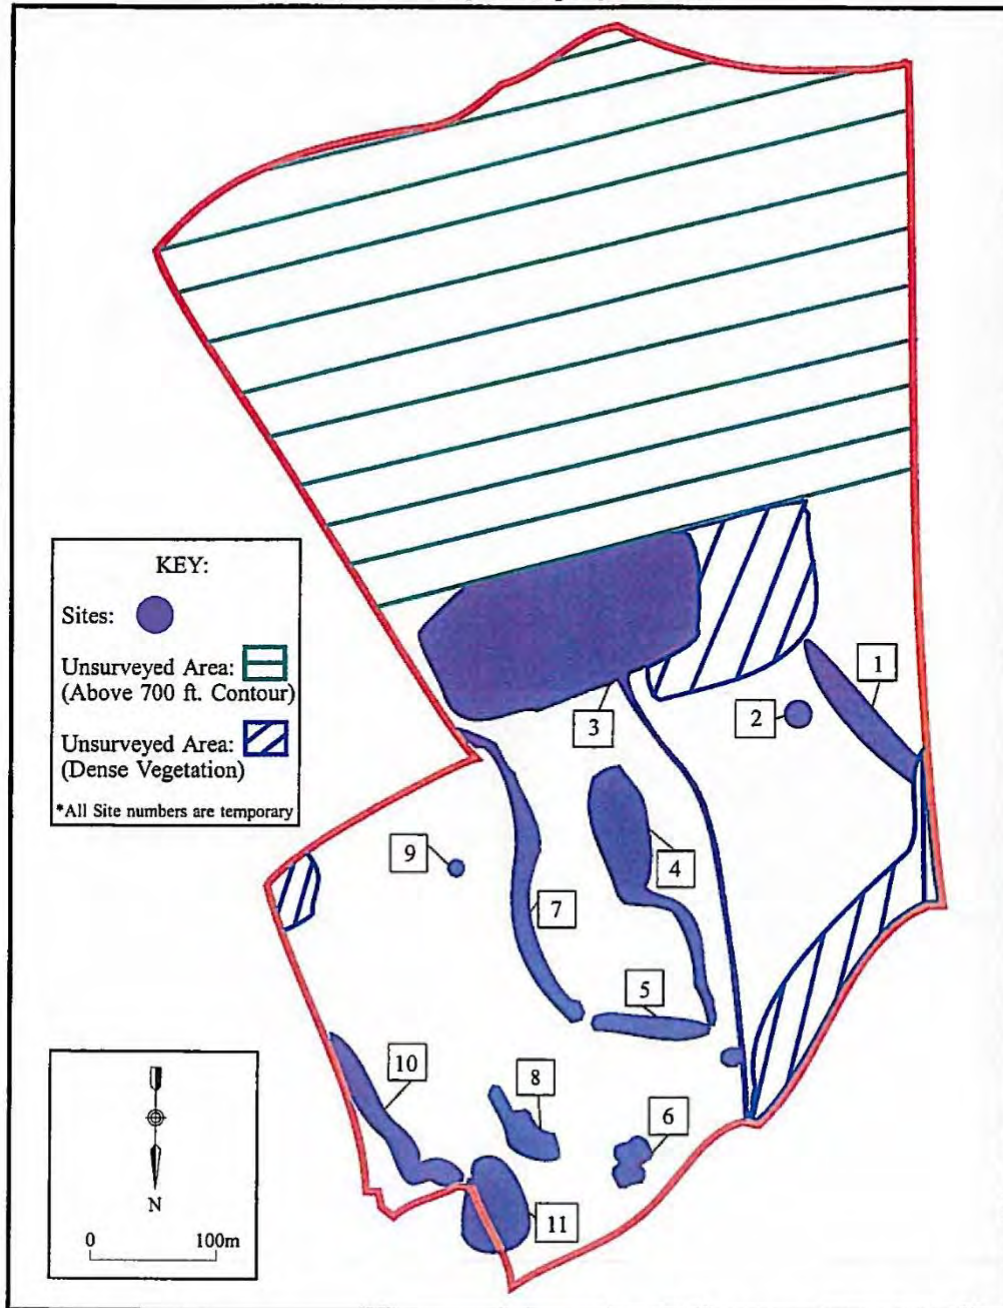 KEY:
Sites:
Unsurveyed Area:
(Above 700 ft. Contour)
Unsurveyed Area:
(Dense Vegetation)
*All Site numbers are temporary
1
2
3
4
9
7
5
10
8
6
11
N
0 100m